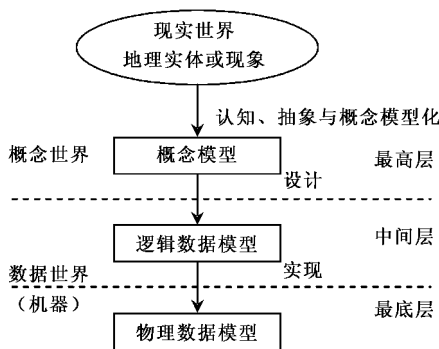 现实世界
地理实体或现象
认知、抽象与概念模型化
概念世界
概念模型
最高层
设计
逻辑数据模型
中间层
数据世界
实现
（机器）
物理数据模型
最底层